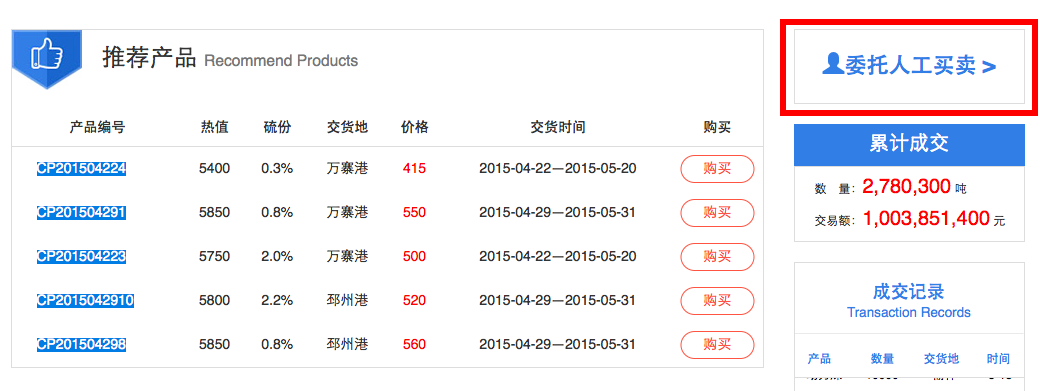 推荐产品 Recommend Products
产品编号 热值 硫份 交货地 价格 交货时间 购买
CP201504224 5400 0.3% 万寨港 415 2015-04-22—2015-05-20 购买
CP201504291 5850 0.8% 万寨港 550 2015-04-29—2015-05-31 购买
CP201504223 5750 2.0% 万寨港 500 2015-04-22—2015-05-20 购买
CP2015042910 5800 2.2% 邳州港 520 2015-04-29—2015-05-31 购买
CP201504298 5850 0.8% 邳州港 560 2015-04-29—2015-05-31 购买
委托人工买卖 >
累计成交
数 量: 2,780,300 吨
交易额: 1,003,851,400 元
成交记录
Transaction Records
产品 数量 交货地 时间